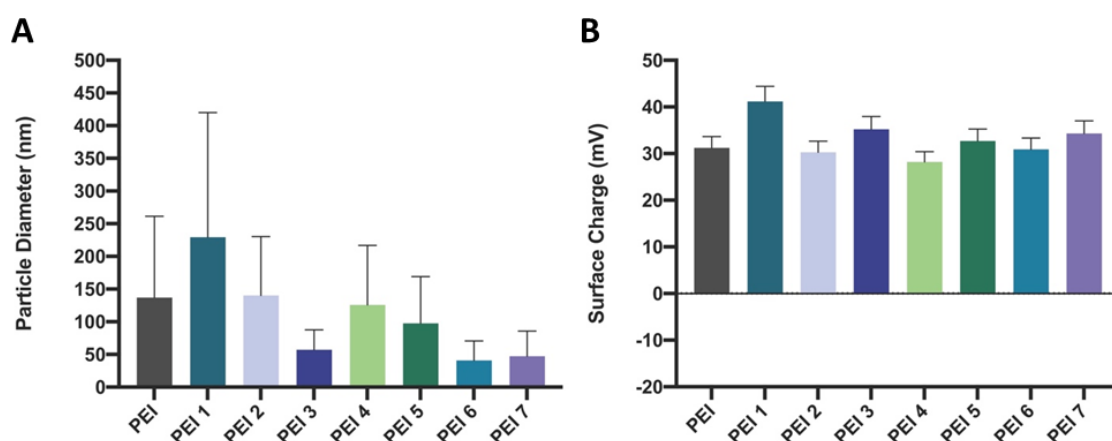 A
Particle Diameter (nm)
500
450
400
350
300
250
200
150
100
50
0
PEI
PEI 1
PEI 2
PEI 3
PEI 4
PEI 5
PEI 6
PEI 7
B
Surface Charge (mV)
50
40
30
20
10
0
-10
-20
PEI
PEI 1
PEI 2
PEI 3
PEI 4
PEI 5
PEI 6
PEI 7